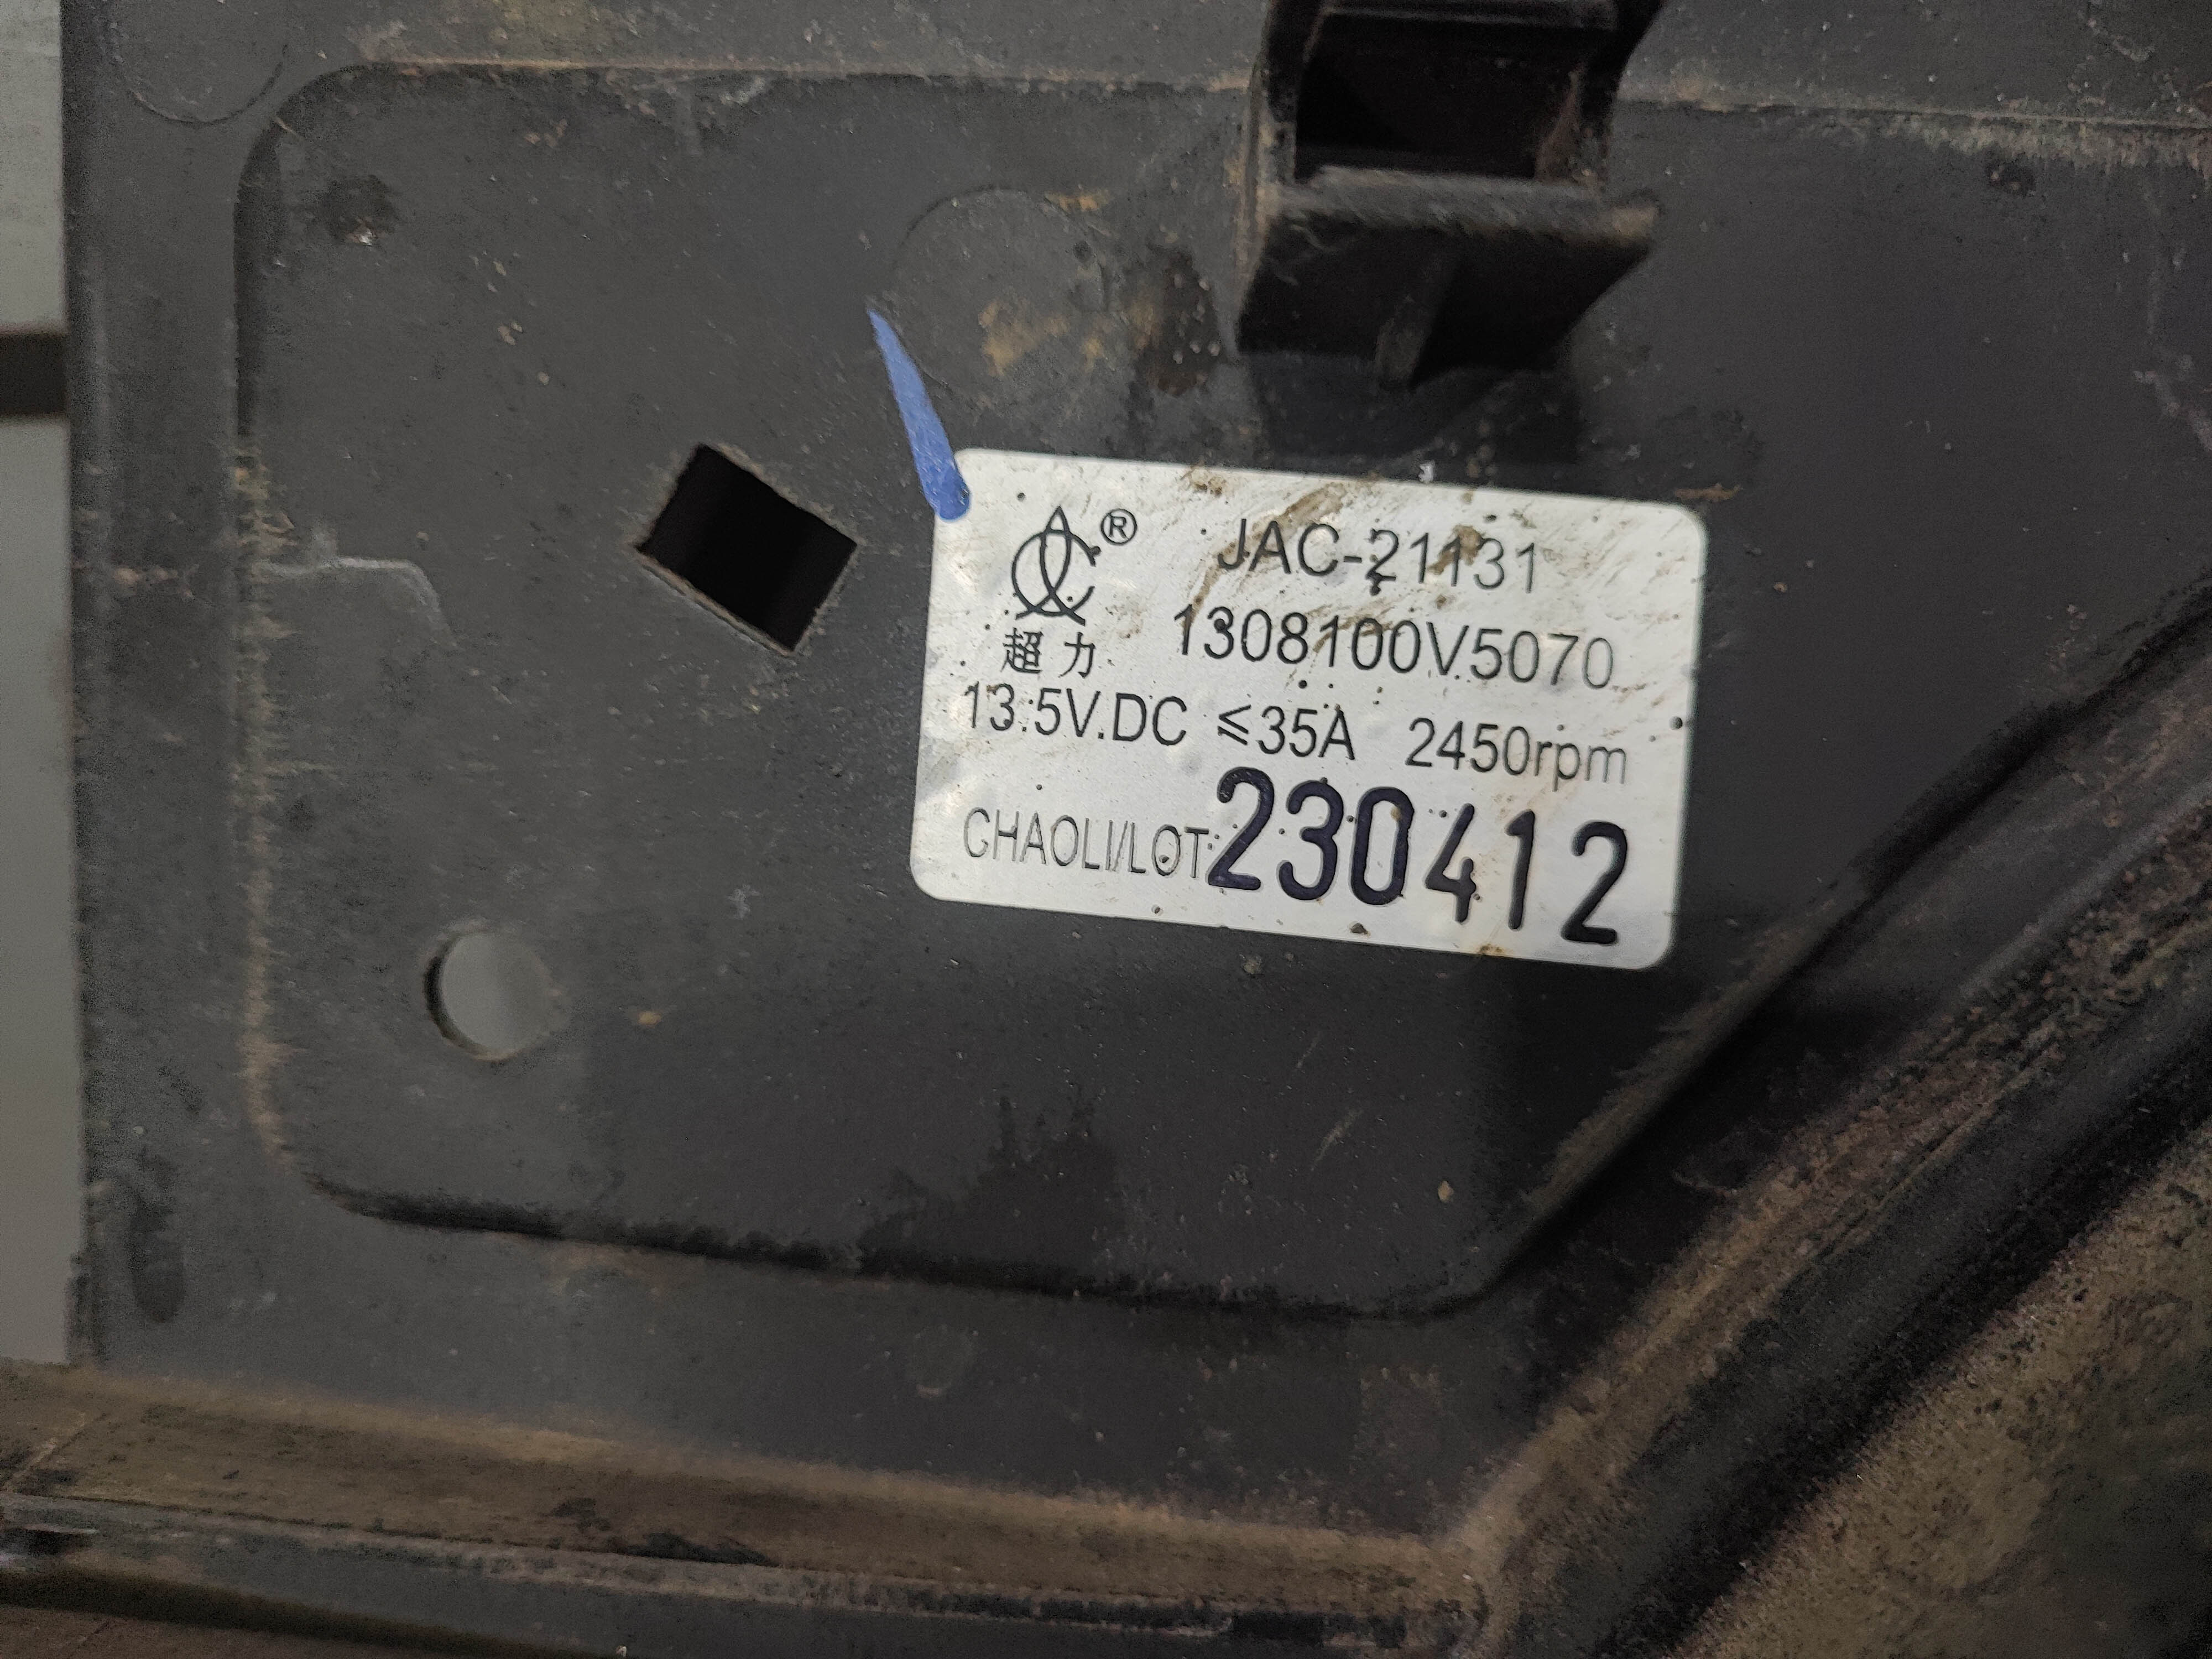 ® JAC-21131
超力 1308100V5070
13.5V.DC ≤35A 2450rpm
CHAOLI/LOT:230412